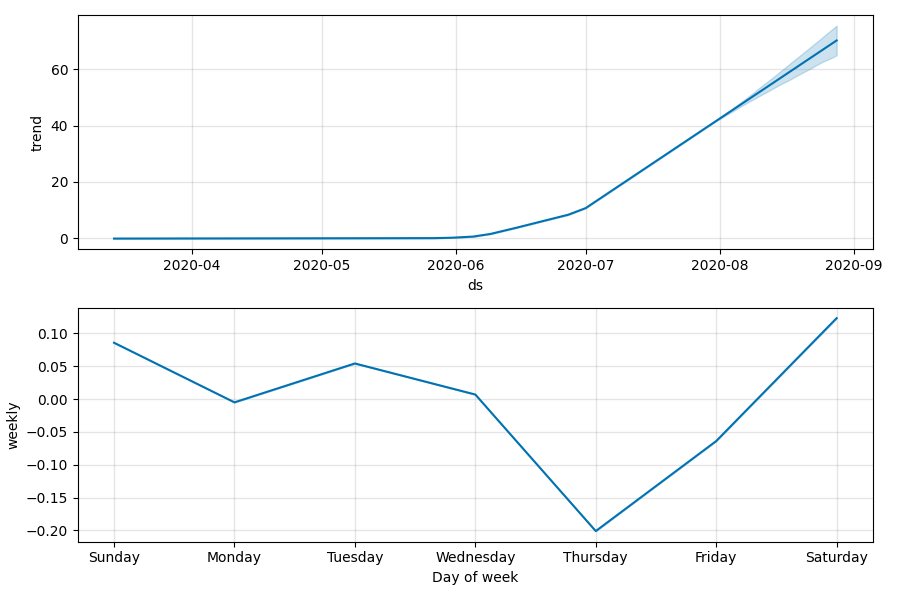 60
40
20
0
trend
2020-04 2020-05 2020-06 2020-07 2020-08 2020-09
ds
0.10
0.05
0.00
−0.05
−0.10
−0.15
−0.20
weekly
Sunday Monday Tuesday Wednesday Thursday Friday Saturday
Day of week